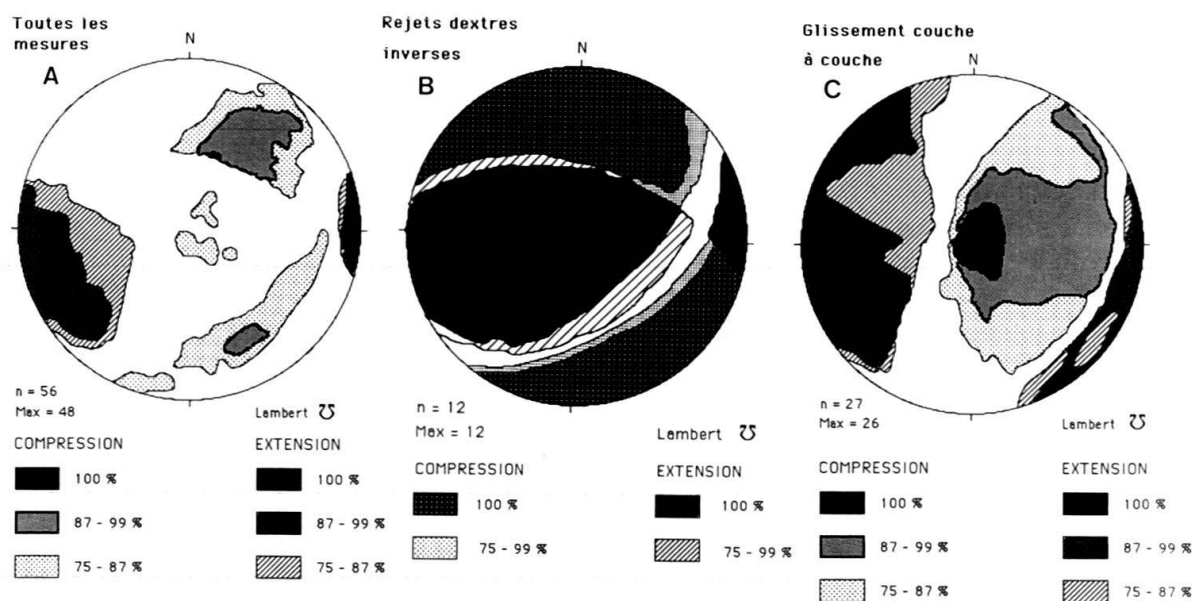 Toutes les
mesures
A
N
n = 56
Max = 48
Lambert
COMPRESSION
EXTENSION
100 %
100 %
87 - 99 %
87 - 99 %
75 - 87 %
75 - 87 %
Rejets dextres
inverses
B
N
n = 12
Max = 12
Lambert
COMPRESSION
EXTENSION
100 %
100 %
75 - 99 %
75 - 99 %
Glissement couche
à couche
C
N
n = 27
Max = 26
Lambert
COMPRESSION
EXTENSION
100 %
100 %
87 - 99 %
87 - 99 %
75 - 87 %
75 - 87 %